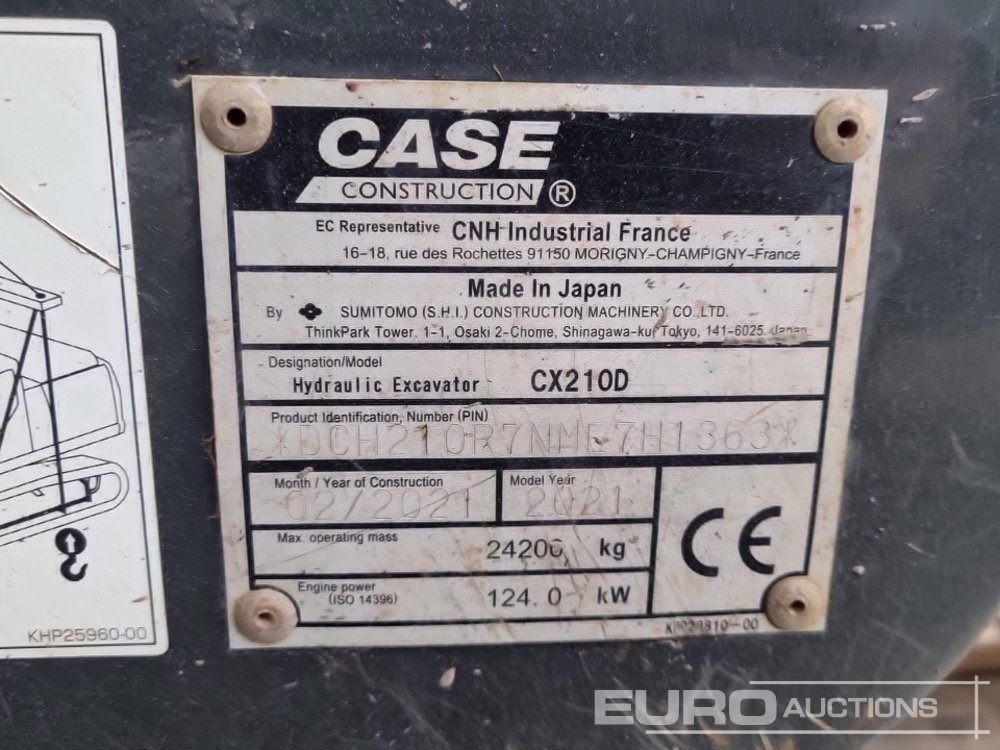 CASE
CONSTRUCTION ®
EC Representative CNH Industrial France
16-18, rue des Rochettes 91150 MORIGNY-CHAMPIGNY-France
Made In Japan
By SUMITOMO (S.H.I.) CONSTRUCTION MACHINERY CO., LTD.
ThinkPark Tower. 1-1, Osaki 2-Chome, Shinagawa-ku, Tokyo, 141-6025 Japan
Designation/Model
Hydraulic Excavator CX210D
Product Identification, Number (PIN)
Month / Year of Construction
02/2021
Model Year
2021
Max. operating mass
24200 kg
Engine power
(ISO 14396)
124.0 kW
CE
KHP25960-00
EURO AUCTIONS